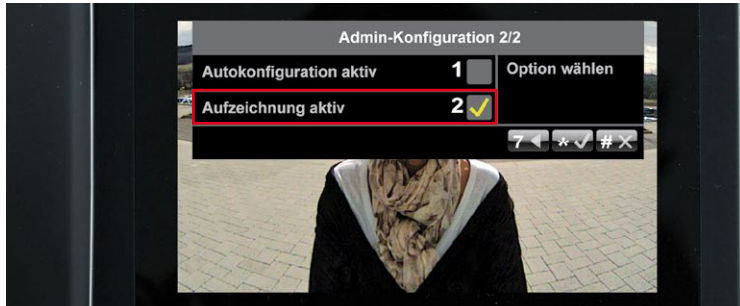 Admin-Konfiguration 2/2
Autokonfiguration aktiv 1 Option wählen
Aufzeichnung aktiv 2
7 * #